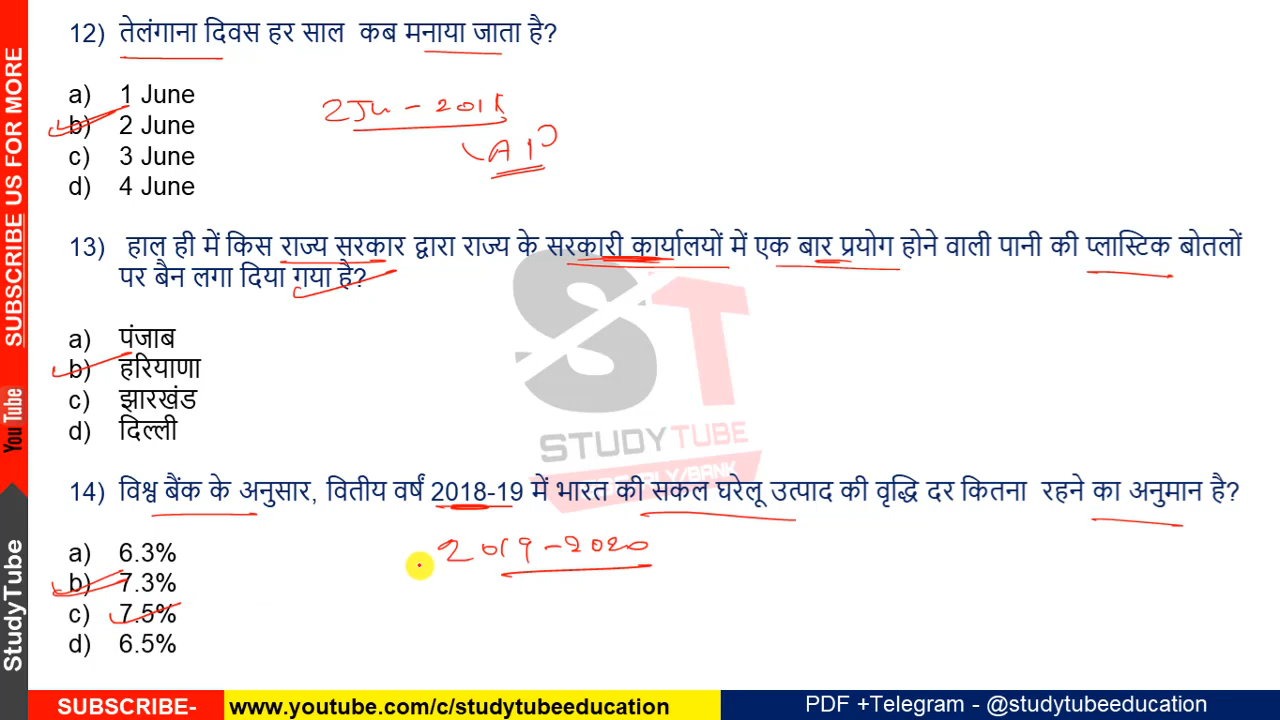 12) तेलंगाना दिवस हर साल कब मनाया जाता है?
a) 1 June
b) 2 June
c) 3 June
d) 4 June
2Ju - 201
13) हाल ही में किस राज्य सरकार द्वारा राज्य के सरकारी कार्यालयों में एक बार प्रयोग होने वाली पानी की प्लास्टिक बोतलों
पर बैन लगा दिया गया है?
a) पंजाब
b) हरियाणा
c) झारखंड
d) दिल्ली
ST
STUDYTUBE
14) विश्व बैंक के अनुसार, वितीय वर्षं 2018-19 में भारत की सकल घरेलू उत्पाद की वृद्धि दर कितना रहने का अनुमान है?
2019-2020
a) 6.3%
b) 7.3%
c) 7.5%
d) 6.5%
SUBSCRIBE US FOR MORE
You Tube
StudyTube
SUBSCRIBE- www.youtube.com/c/studytubeeducation PDF +Telegram - @studytubeeducation